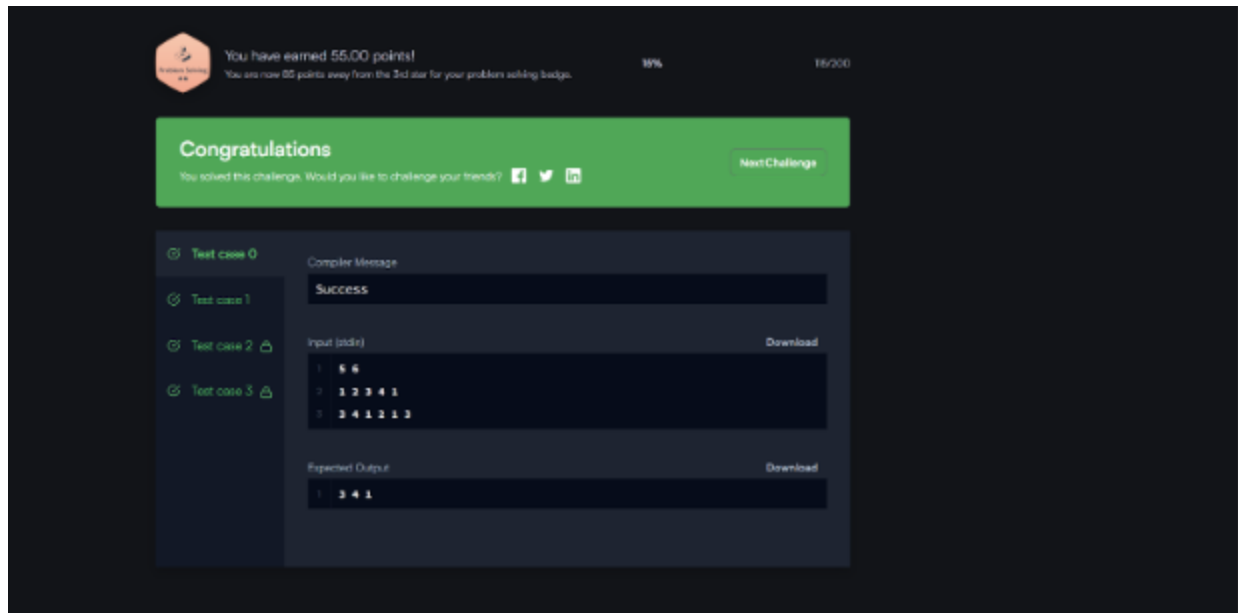 You have earned 55.00 points!
You are now 85 points away from the 3rd star for your problem solving badge.
Problem Solving
16%
/200
Congratulations
You solved this challenge. Would you like to challenge your friends?
Next Challenge
Test case 0
Test case 1
Test case 2
Test case 3
Compiler Message
Success
Input (stdin)
Download
1 5 6
2 1 2 3 4 1
3 3 4 1 2 1 3
Expected Output
Download
1 3 4 1